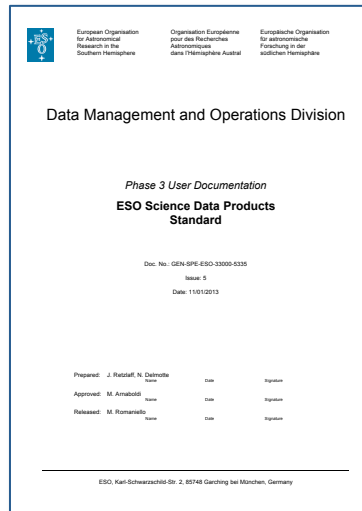 European Organisation
for Astronomical
Research in the
Southern Hemisphere
Organisation Européenne
pour des Recherches
Astronomiques
dans l'Hémisphère Austral
Europäische Organisation
für astronomische
Forschung in der
südlichen Hemisphäre
ESO
Data Management and Operations Division
Phase 3 User Documentation
ESO Science Data Products
Standard
Doc. No.: GEN-SPE-ESO-33000-5335
Issue: 5
Date: 11/01/2013
Prepared: J. Retzlaff, N. Delmotte
Name Date Signature
Approved: M. Arnaboldi
Name Date Signature
Released: M. Romaniello
Name Date Signature
ESO, Karl-Schwarzschild-Str. 2, 85748 Garching bei München, Germany